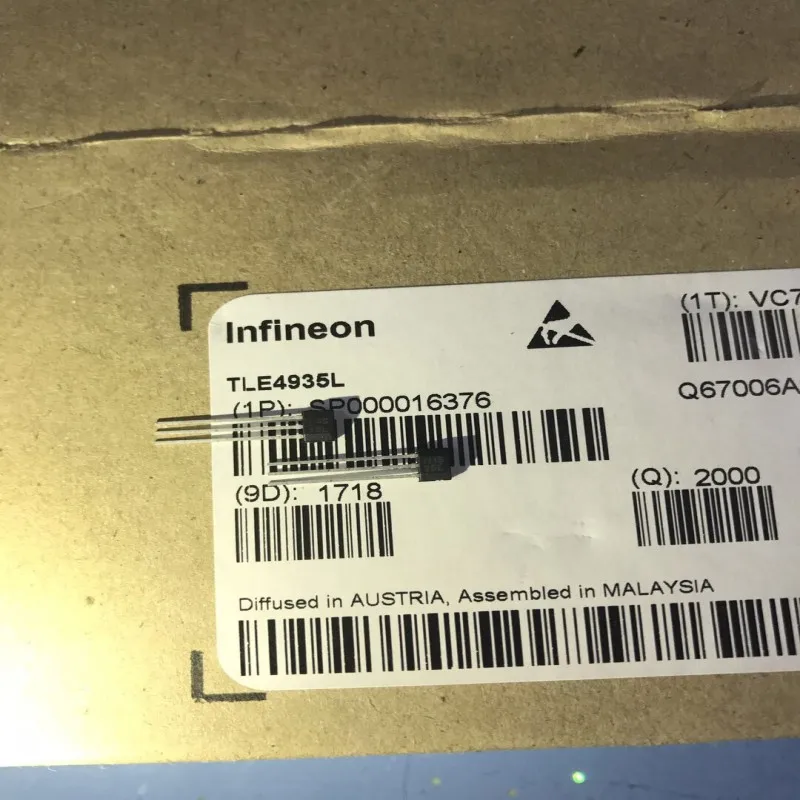 Infineon
(1T): VC7
TLE4935L
(1P): SP000016376
Q67006A
(9D): 1718
(Q): 2000
Diffused in AUSTRIA, Assembled in MALAYSIA